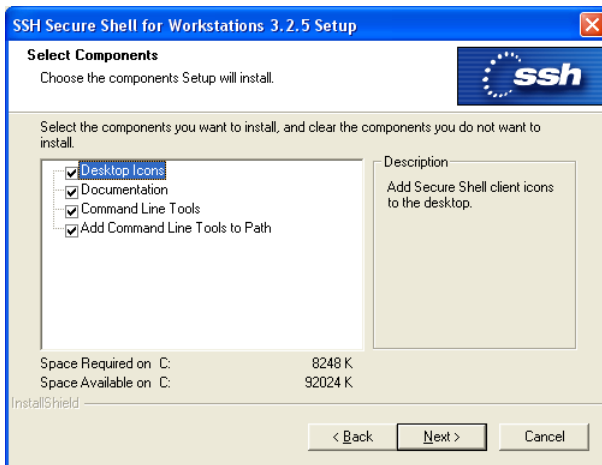 SSH Secure Shell for Workstations 3.2.5 Setup
Select Components
Choose the components Setup will install.
ssh
Select the components you want to install, and clear the components you do not want to
install.
Desktop Icons
Documentation
Command Line Tools
Add Command Line Tools to Path
Description
Add Secure Shell client icons
to the desktop.
Space Required on C: 8248 K
Space Available on C: 92024 K
InstallShield
< Back Next > Cancel